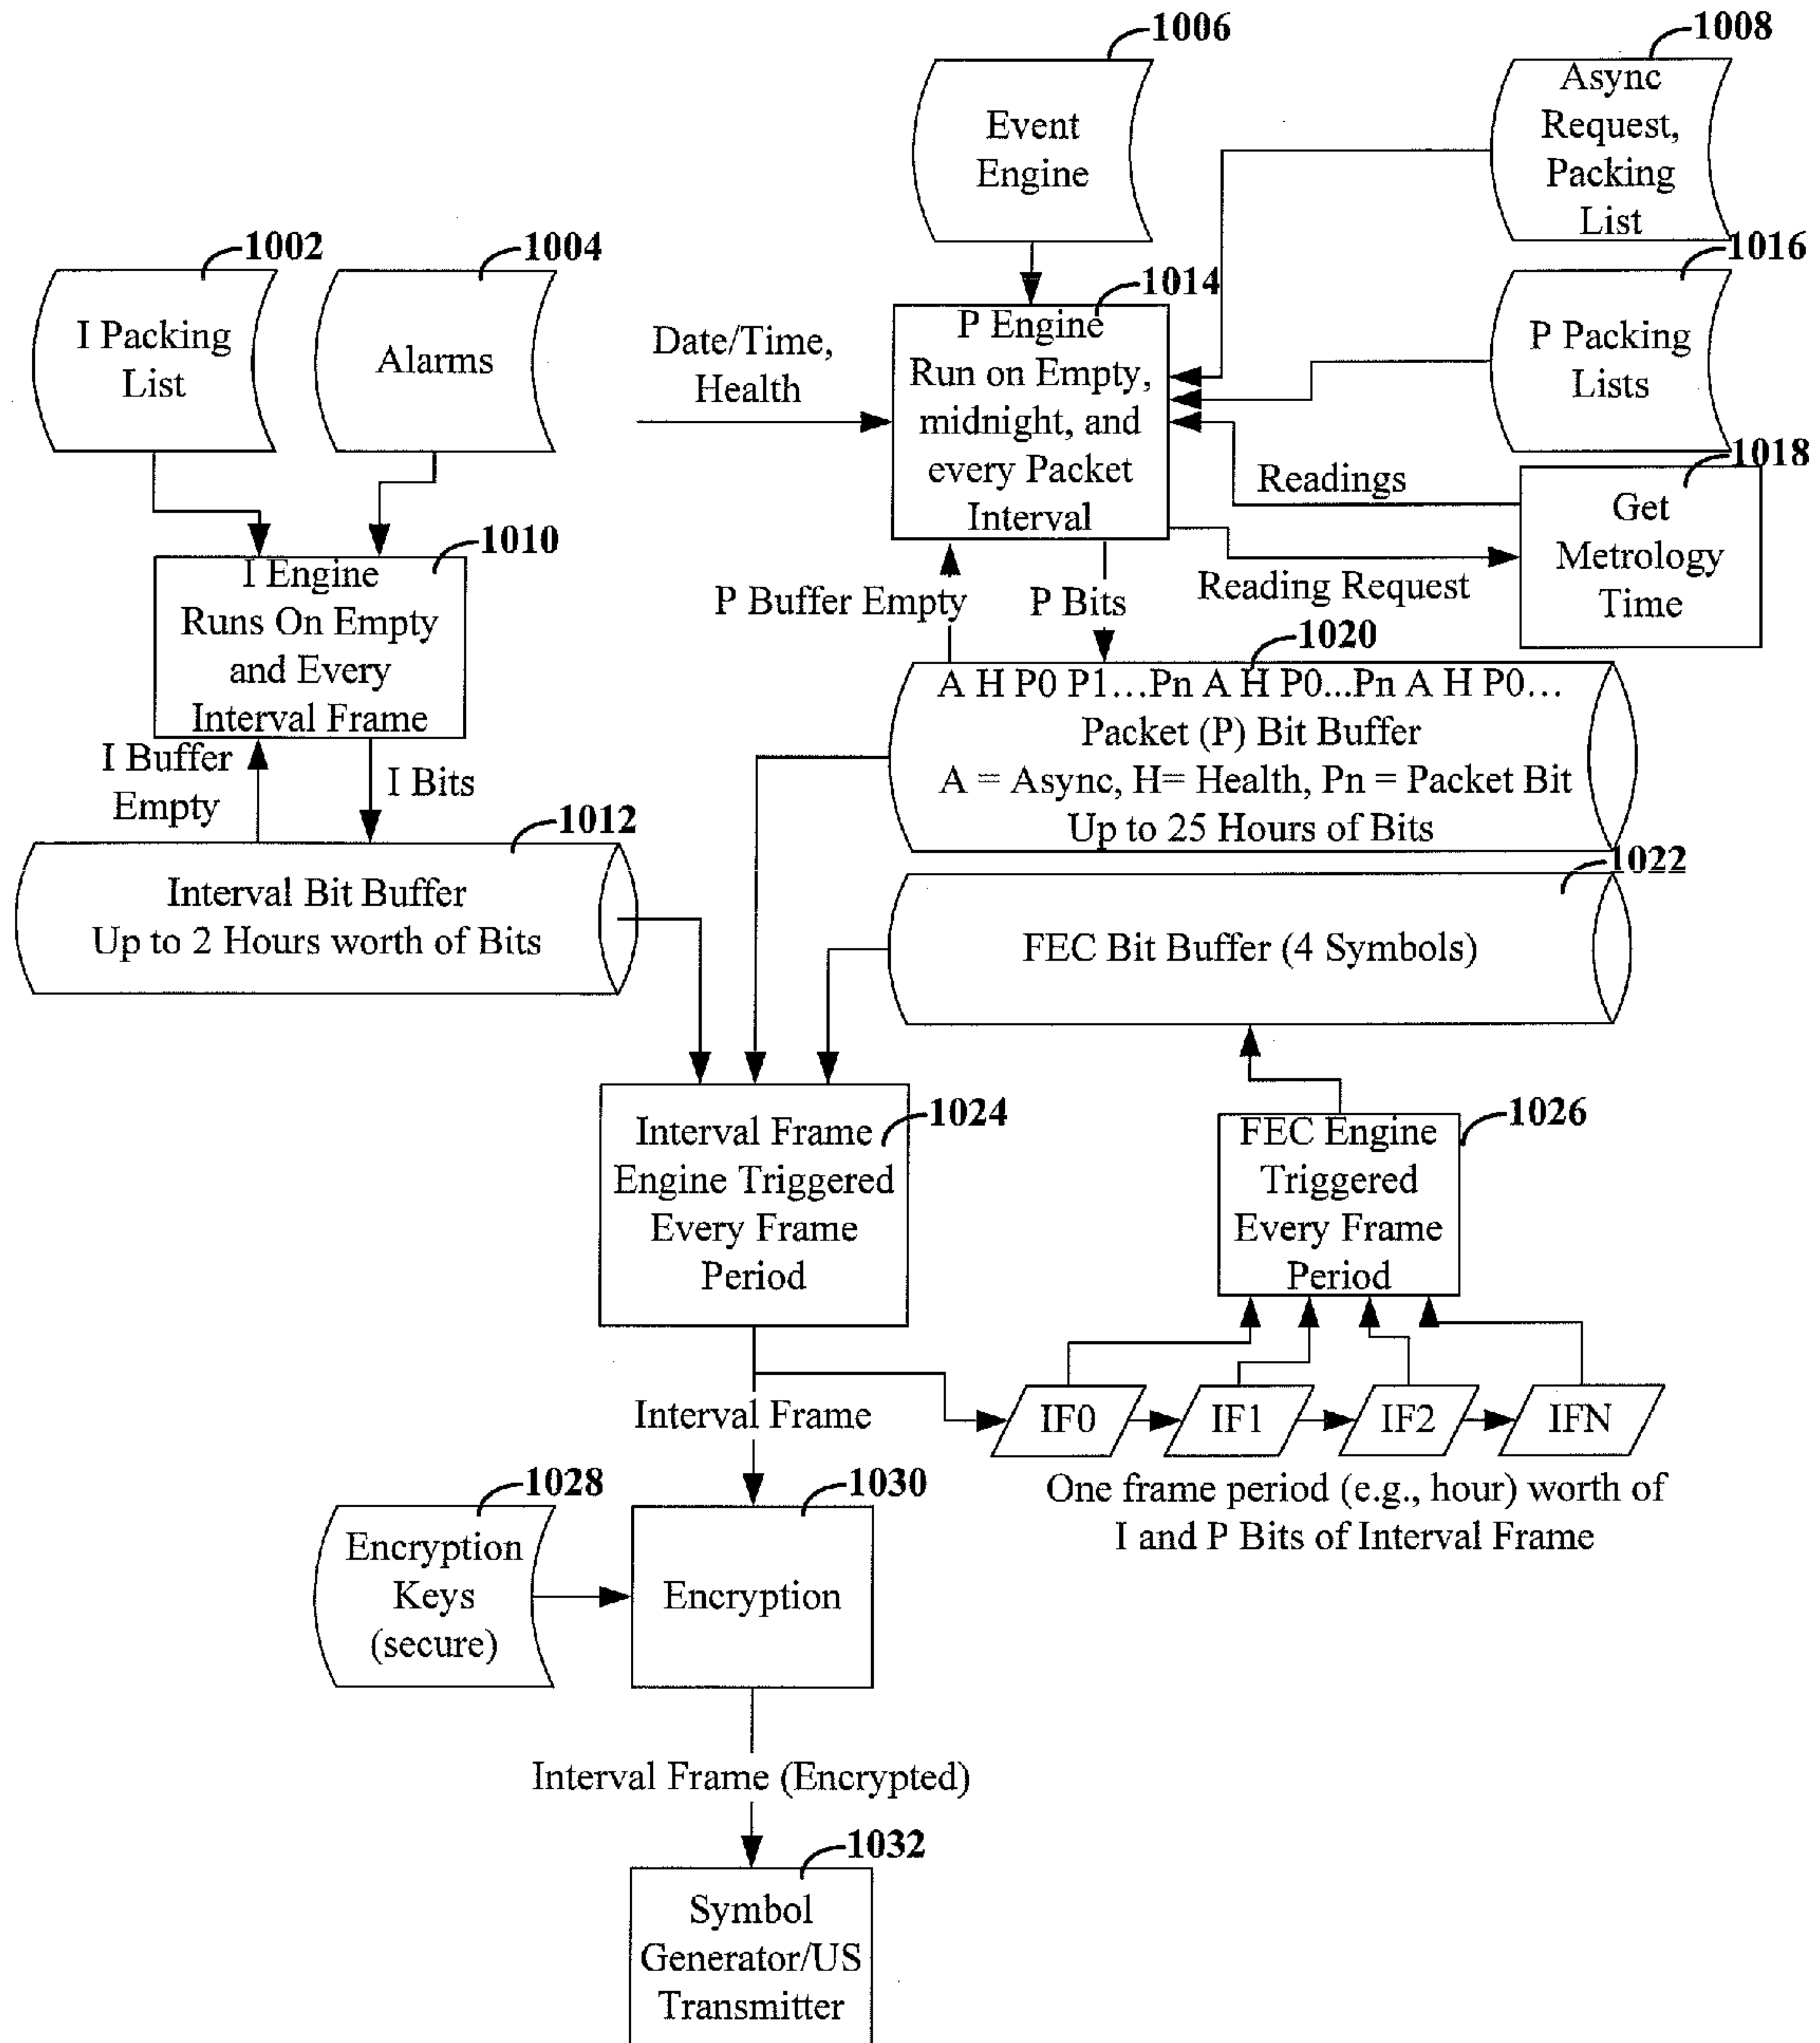 1006
1008
Event
Engine
Async
Request,
Packing
List
1002
1004
1016
I Packing
List
Alarms
1014
Date/Time,
Health
P Engine
Run on Empty,
midnight, and
every Packet
Interval
P Packing
Lists
1018
Readings
Get
Metrology
Time
1010
I Engine
Runs On Empty
and Every
Interval Frame
P Buffer Empty
P Bits
Reading Request
1020
A H P0 P1...Pn A H P0...Pn A H P0...
Packet (P) Bit Buffer
A = Async, H= Health, Pn = Packet Bit
Up to 25 Hours of Bits
I Buffer
Empty
I Bits
1012
Interval Bit Buffer
Up to 2 Hours worth of Bits
1022
FEC Bit Buffer (4 Symbols)
1024
Interval Frame
Engine Triggered
Every Frame
Period
1026
FEC Engine
Triggered
Every Frame
Period
Interval Frame
IF0
IF1
IF2
IFN
One frame period (e.g., hour) worth of
I and P Bits of Interval Frame
1028
Encryption
Keys
(secure)
1030
Encryption
Interval Frame (Encrypted)
1032
Symbol
Generator/US
Transmitter